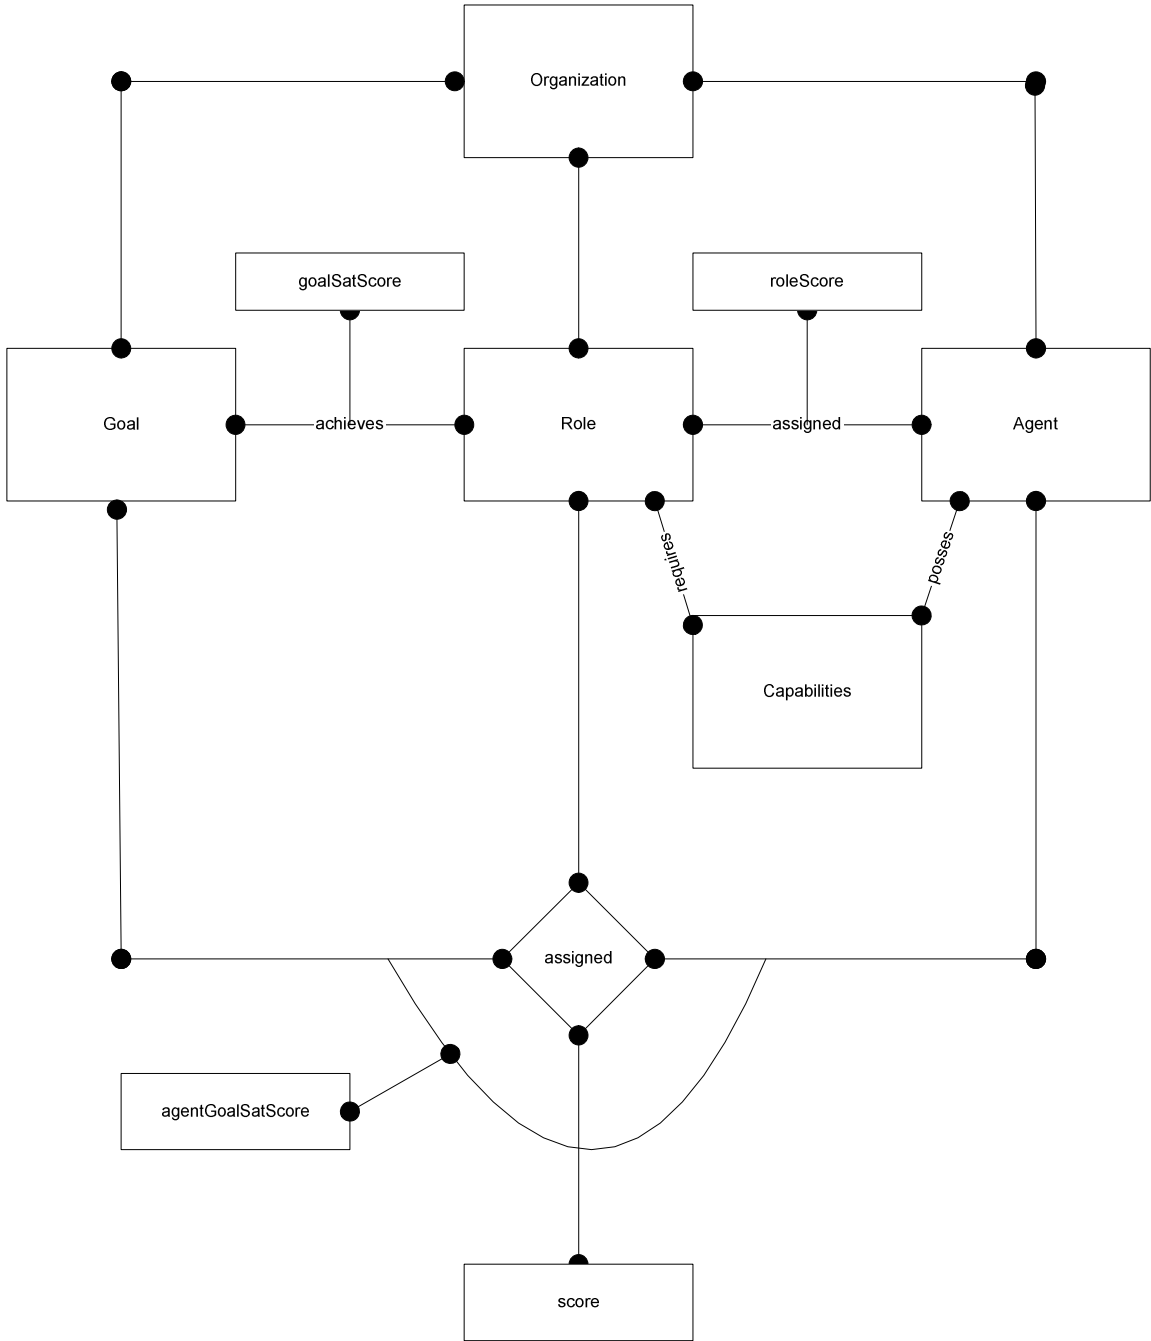 Organization
goalSatScore
roleScore
Goal
achieves
Role
assigned
Agent
requires
posses
Capabilities
assigned
agentGoalSatScore
score